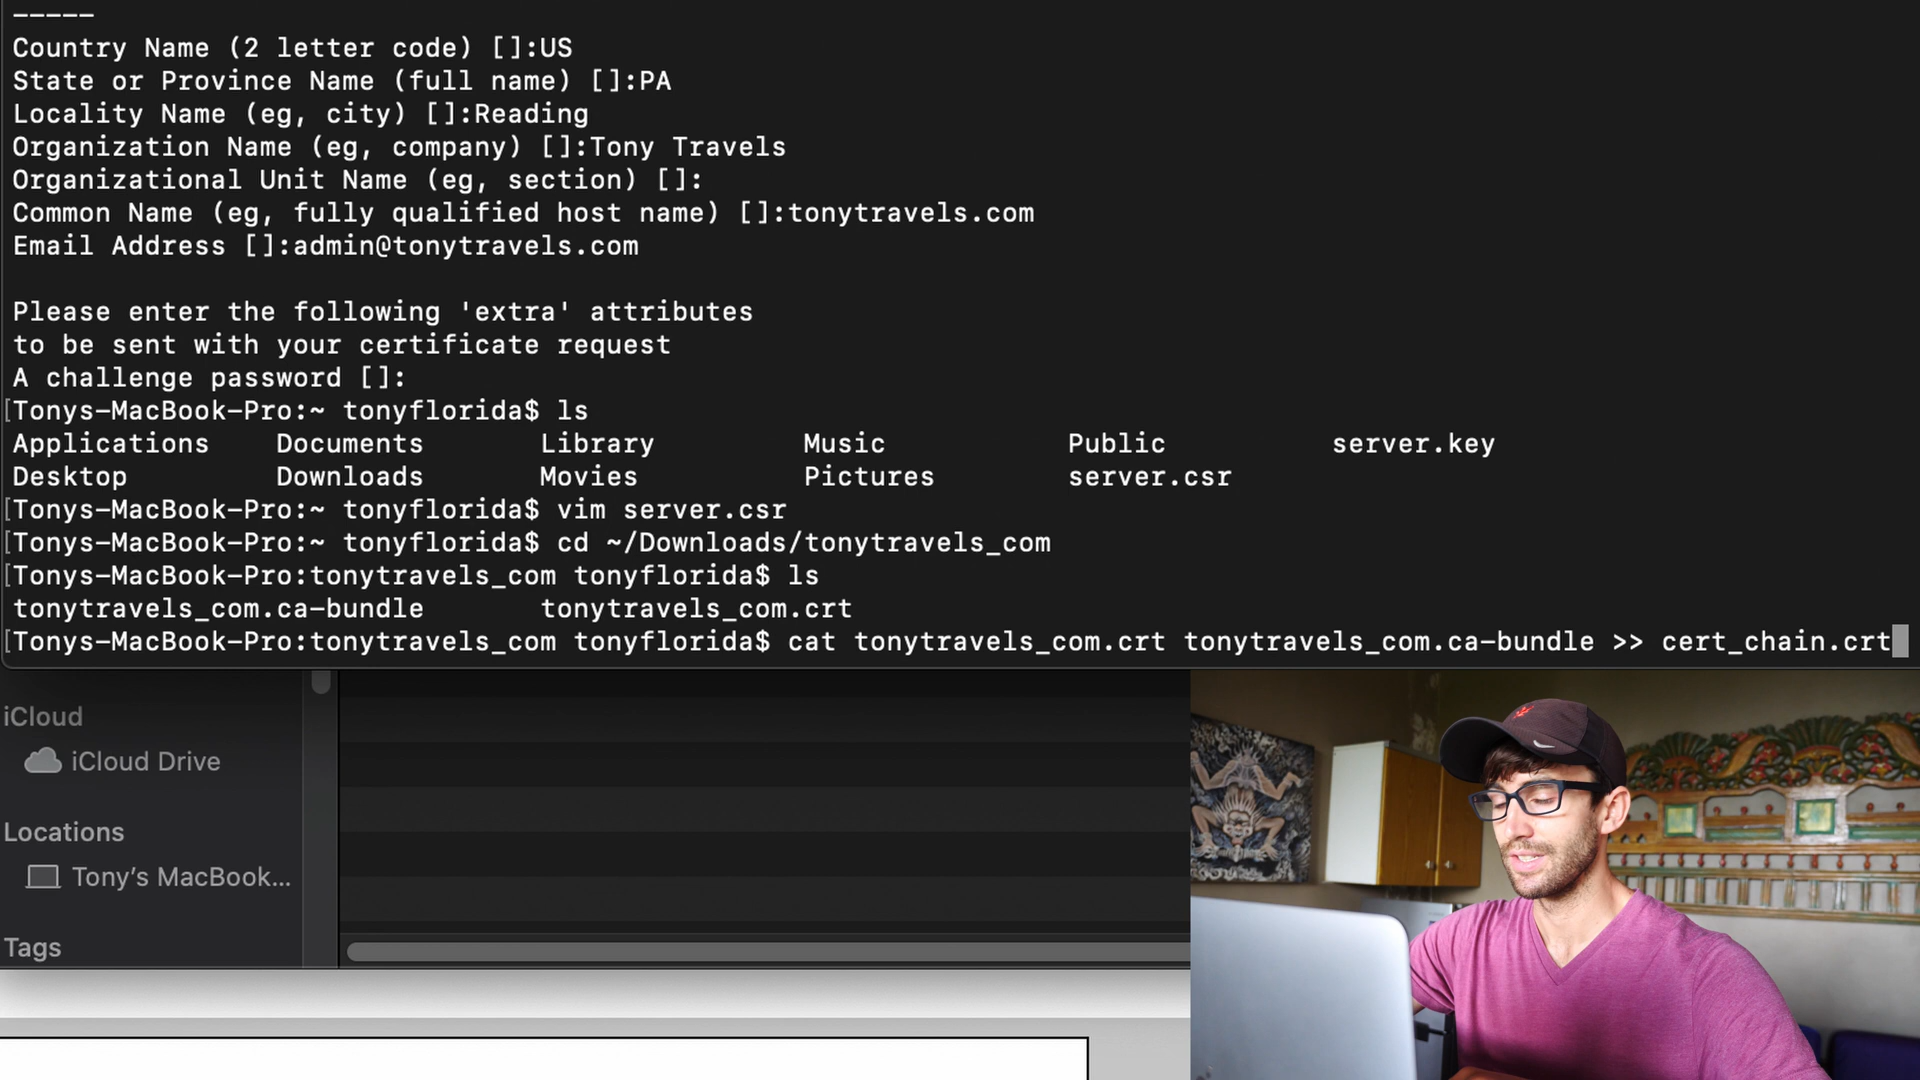 -----
Country Name (2 letter code) []:US
State or Province Name (full name) []:PA
Locality Name (eg, city) []:Reading
Organization Name (eg, company) []:Tony Travels
Organizational Unit Name (eg, section) []:
Common Name (eg, fully qualified host name) []:tonytravels.com
Email Address []:admin@tonytravels.com
Please enter the following 'extra' attributes
to be sent with your certificate request
A challenge password []:
[Tonys-MacBook-Pro:~ tonyflorida$ ls
Applications Documents Library Music Public server.key
Desktop Downloads Movies Pictures server.csr
[Tonys-MacBook-Pro:~ tonyflorida$ vim server.csr
[Tonys-MacBook-Pro:~ tonyflorida$ cd ~/Downloads/tonytravels_com
[Tonys-MacBook-Pro:tonytravels_com tonyflorida$ ls
tonytravels_com.ca-bundle tonytravels_com.crt
[Tonys-MacBook-Pro:tonytravels_com tonyflorida$ cat tonytravels_com.crt tonytravels_com.ca-bundle >> cert_chain.crt
iCloud
iCloud Drive
Locations
Tony’s MacBook...
Tags